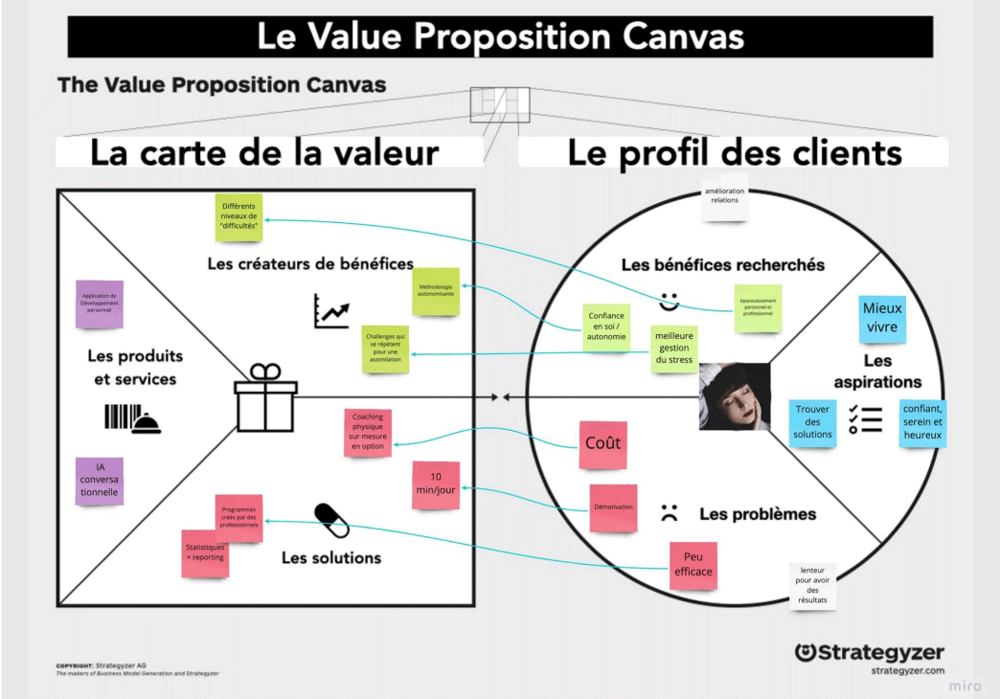 Le Value Proposition Canvas
The Value Proposition Canvas
La carte de la valeur
Le profil des clients
Différents
niveaux de
"difficultés"
Les créateurs de bénéfices
Méthodologie
autonomisante
Challenges qui
se répètent
pour une
assimilation
Application de
Développement
personnel
Les produits
et services
IA
conversa
tionnelle
Coaching
physique
sur mesure
en option
10
min/jour
Programmes
créés par des
professionnels
Statistiques
+ reporting
Les solutions
amélioration
relations
Les bénéfices recherchés
Epanouissement
personnel et
professionnel
Confiance
en soi /
autonomie
meilleure
gestion
du stress
Mieux
vivre
Les
aspirations
Trouver
des
solutions
confiant,
serein et
heureux
Coût
Démotivation
Les problèmes
Peu
efficace
lenteur
pour avoir
des
résultats
COPYRIGHT: Strategyzer AG
The makers of Business Model Generation and Strategyzer
Strategyzer
strategyzer.com
miro